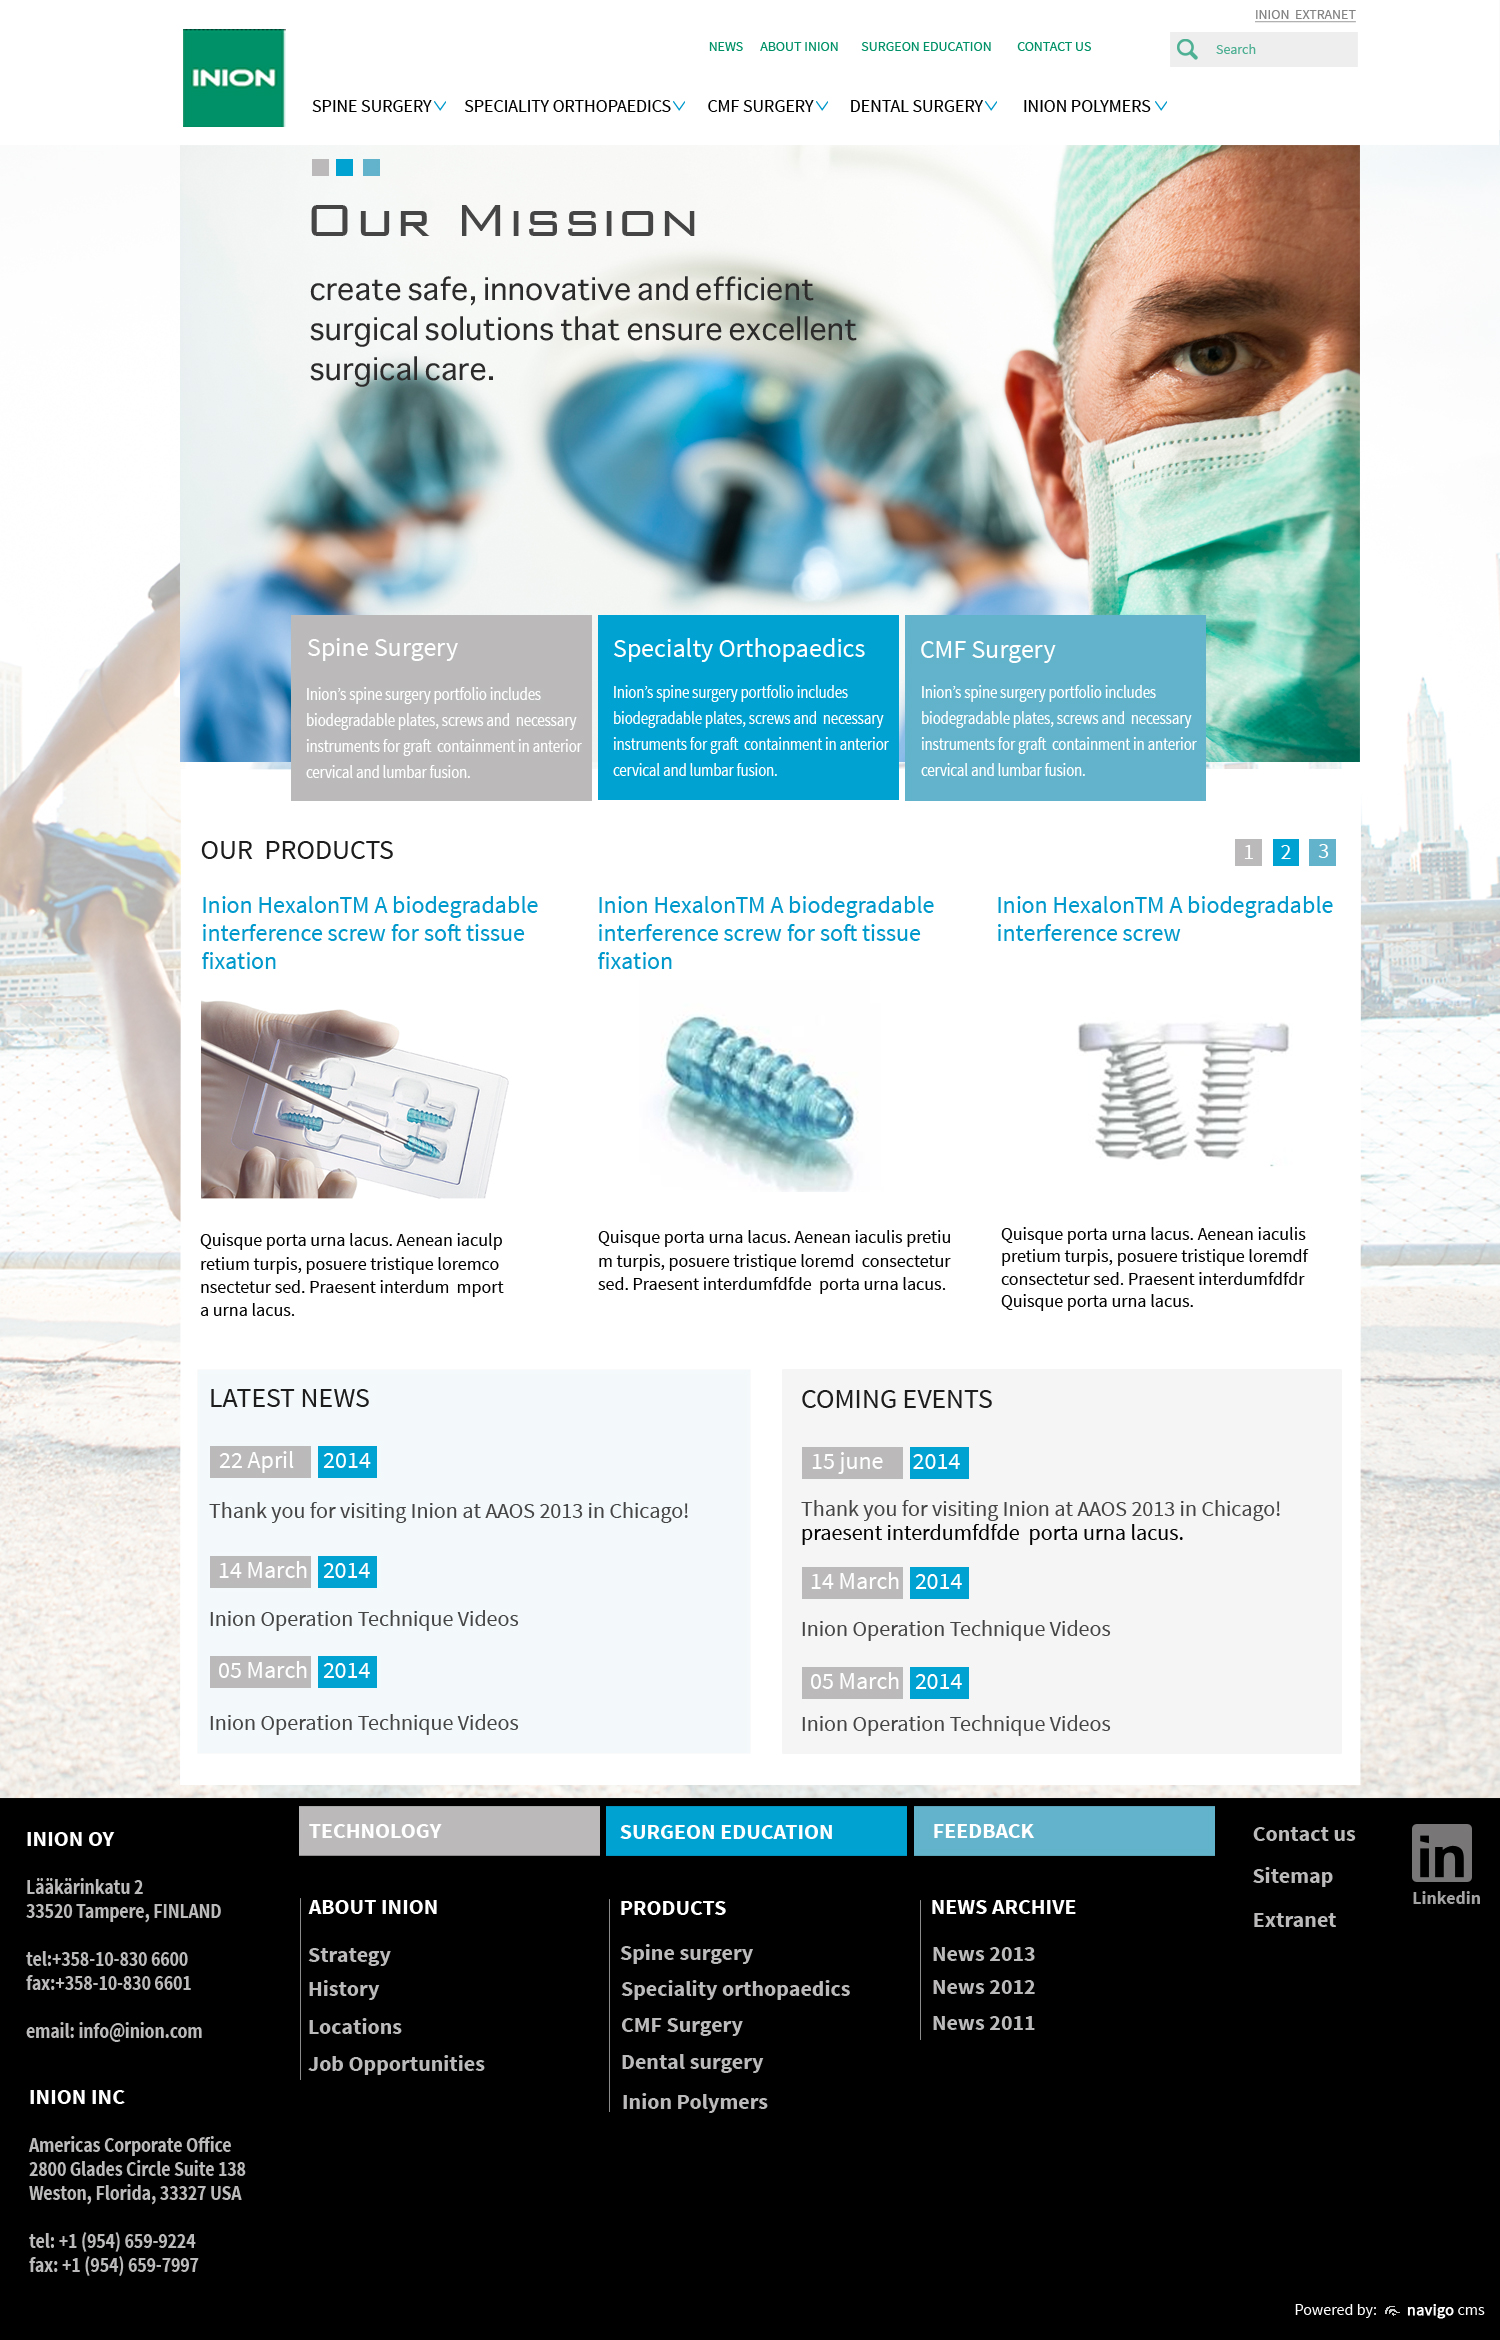 INION EXTRANET
NEWS ABOUT INION SURGEON EDUCATION CONTACT US
Search
INION
SPINE SURGERY SPECIALITY ORTHOPAEDICS CMF SURGERY DENTAL SURGERY INION POLYMERS
Our Mission
create safe, innovative and efficient
surgical solutions that ensure excellent
surgical care.
Spine Surgery
Inion's spine surgery portfolio includes
biodegradable plates, screws and necessary
instruments for graft containment in anterior
cervical and lumbar fusion.
Specialty Orthopaedics
Inion's spine surgery portfolio includes
biodegradable plates, screws and necessary
instruments for graft containment in anterior
cervical and lumbar fusion.
CMF Surgery
Inion's spine surgery portfolio includes
biodegradable plates, screws and necessary
instruments for graft containment in anterior
cervical and lumbar fusion.
OUR PRODUCTS
1 2 3
Inion HexalonTM A biodegradable
interference screw for soft tissue
fixation
Quisque porta urna lacus. Aenean iaculp
retium turpis, posuere tristique loremco
nsectetur sed. Praesent interdum mport
a urna lacus.
Inion HexalonTM A biodegradable
interference screw for soft tissue
fixation
Quisque porta urna lacus. Aenean iaculis pretiu
m turpis, posuere tristique loremd consectetur
sed. Praesent interdumfdfde porta urna lacus.
Inion HexalonTM A biodegradable
interference screw
Quisque porta urna lacus. Aenean iaculis
pretium turpis, posuere tristique loremdf
consectetur sed. Praesent interdumfdfdr
Quisque porta urna lacus.
LATEST NEWS
22 April 2014
Thank you for visiting Inion at AAOS 2013 in Chicago!
14 March 2014
Inion Operation Technique Videos
05 March 2014
Inion Operation Technique Videos
COMING EVENTS
15 june 2014
Thank you for visiting Inion at AAOS 2013 in Chicago!
praesent interdumfdfde porta urna lacus.
14 March 2014
Inion Operation Technique Videos
05 March 2014
Inion Operation Technique Videos
INION OY
Lääkärinkatu 2
33520 Tampere, FINLAND
tel:+358-10-830 6600
fax:+358-10-830 6601
email: info@inion.com
INION INC
Americas Corporate Office
2800 Glades Circle Suite 138
Weston, Florida, 33327 USA
tel: +1 (954) 659-9224
fax: +1 (954) 659-7997
TECHNOLOGY
ABOUT INION
Strategy
History
Locations
Job Opportunities
SURGEON EDUCATION
PRODUCTS
Spine surgery
Speciality orthopaedics
CMF Surgery
Dental surgery
Inion Polymers
FEEDBACK
NEWS ARCHIVE
News 2013
News 2012
News 2011
Contact us
Sitemap
Extranet
in
Linkedin
Powered by: navigo cms